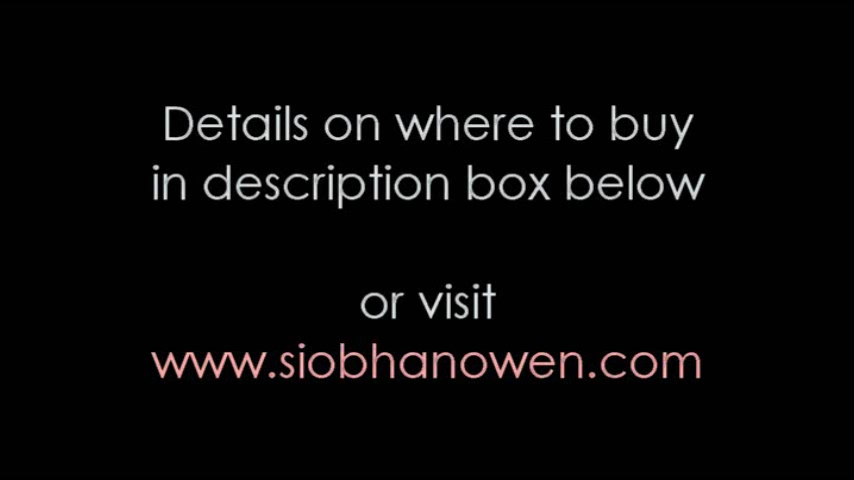 Details on where to buy
in description box below
or visit
www.siobhanowen.com